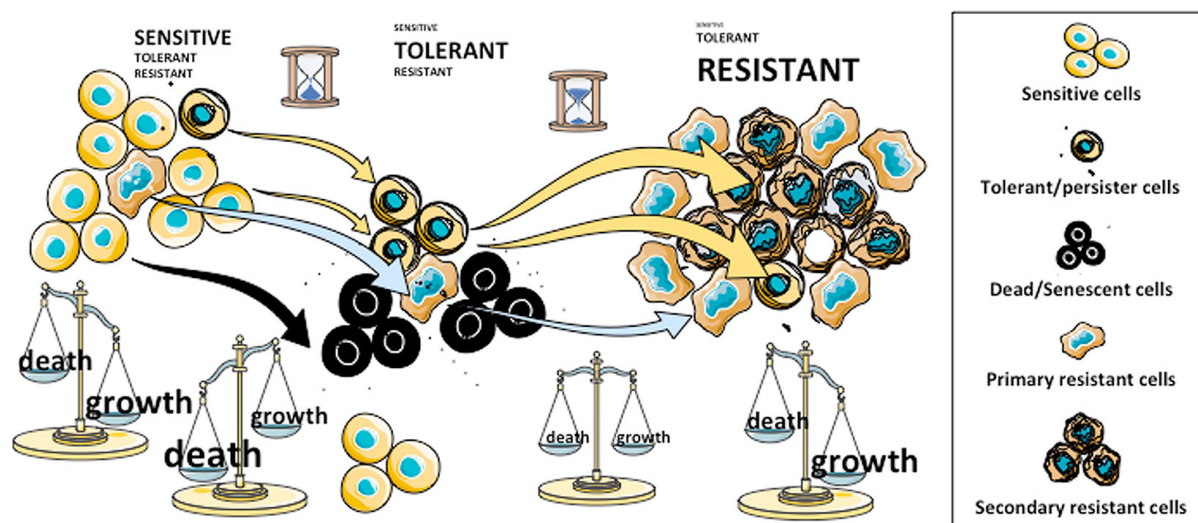 SENSITIVE
TOLERANT
RESISTANT
SENSITIVE
TOLERANT
RESISTANT
SENSITIVE
TOLERANT
RESISTANT
death
growth
death
growth
death
growth
death
growth
Sensitive cells
Tolerant/persister cells
Dead/Senescent cells
Primary resistant cells
Secondary resistant cells